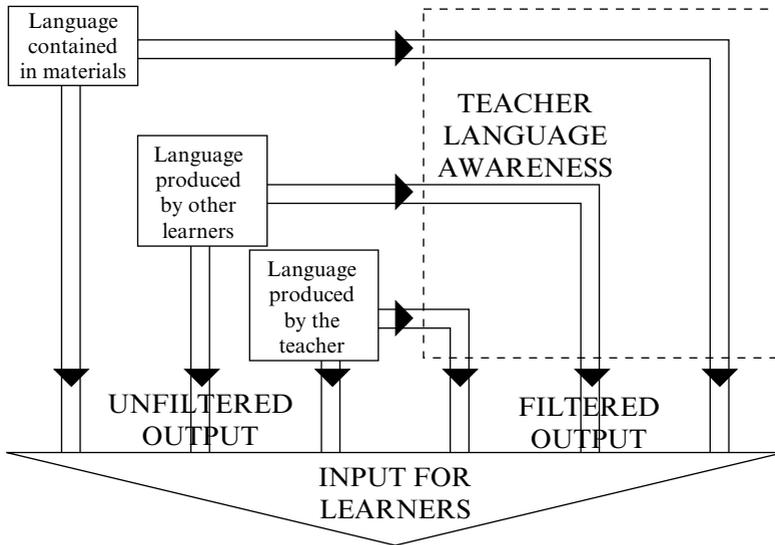 Language
contained
in materials
TEACHER
LANGUAGE
AWARENESS
Language
produced
by other
learners
Language
produced
by the
teacher
UNFILTERED
OUTPUT
FILTERED
OUTPUT
INPUT FOR
LEARNERS